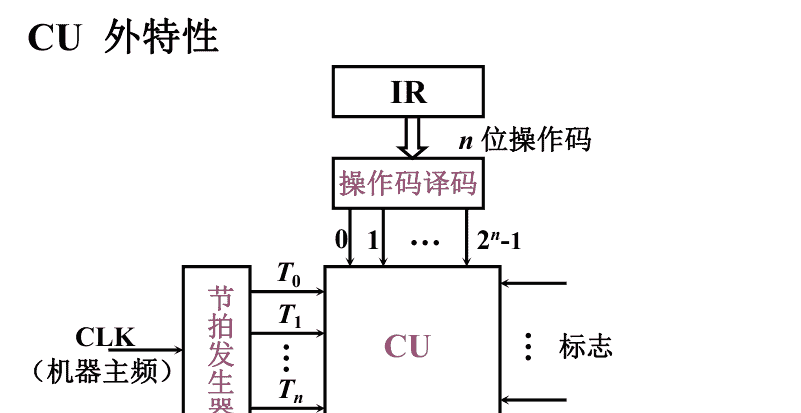 CU 外特性
IR
n 位操作码
操作码译码
0 1 … 2ⁿ-1
节拍发生器
T₀
T₁
⋮
Tₙ
CLK
（机器主频）
CU
⋮ 标志